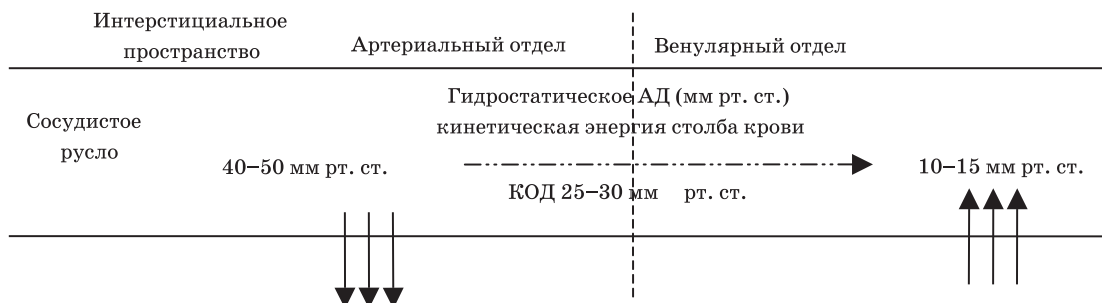 Интерстициальное
пространство
Артериальный отдел
Венулярный отдел
Гидростатическое АД (мм рт. ст.)
кинетическая энергия столба крови
Сосудистое
русло
40–50 мм рт. ст.
10–15 мм рт. ст.
КОД 25–30 мм рт. ст.